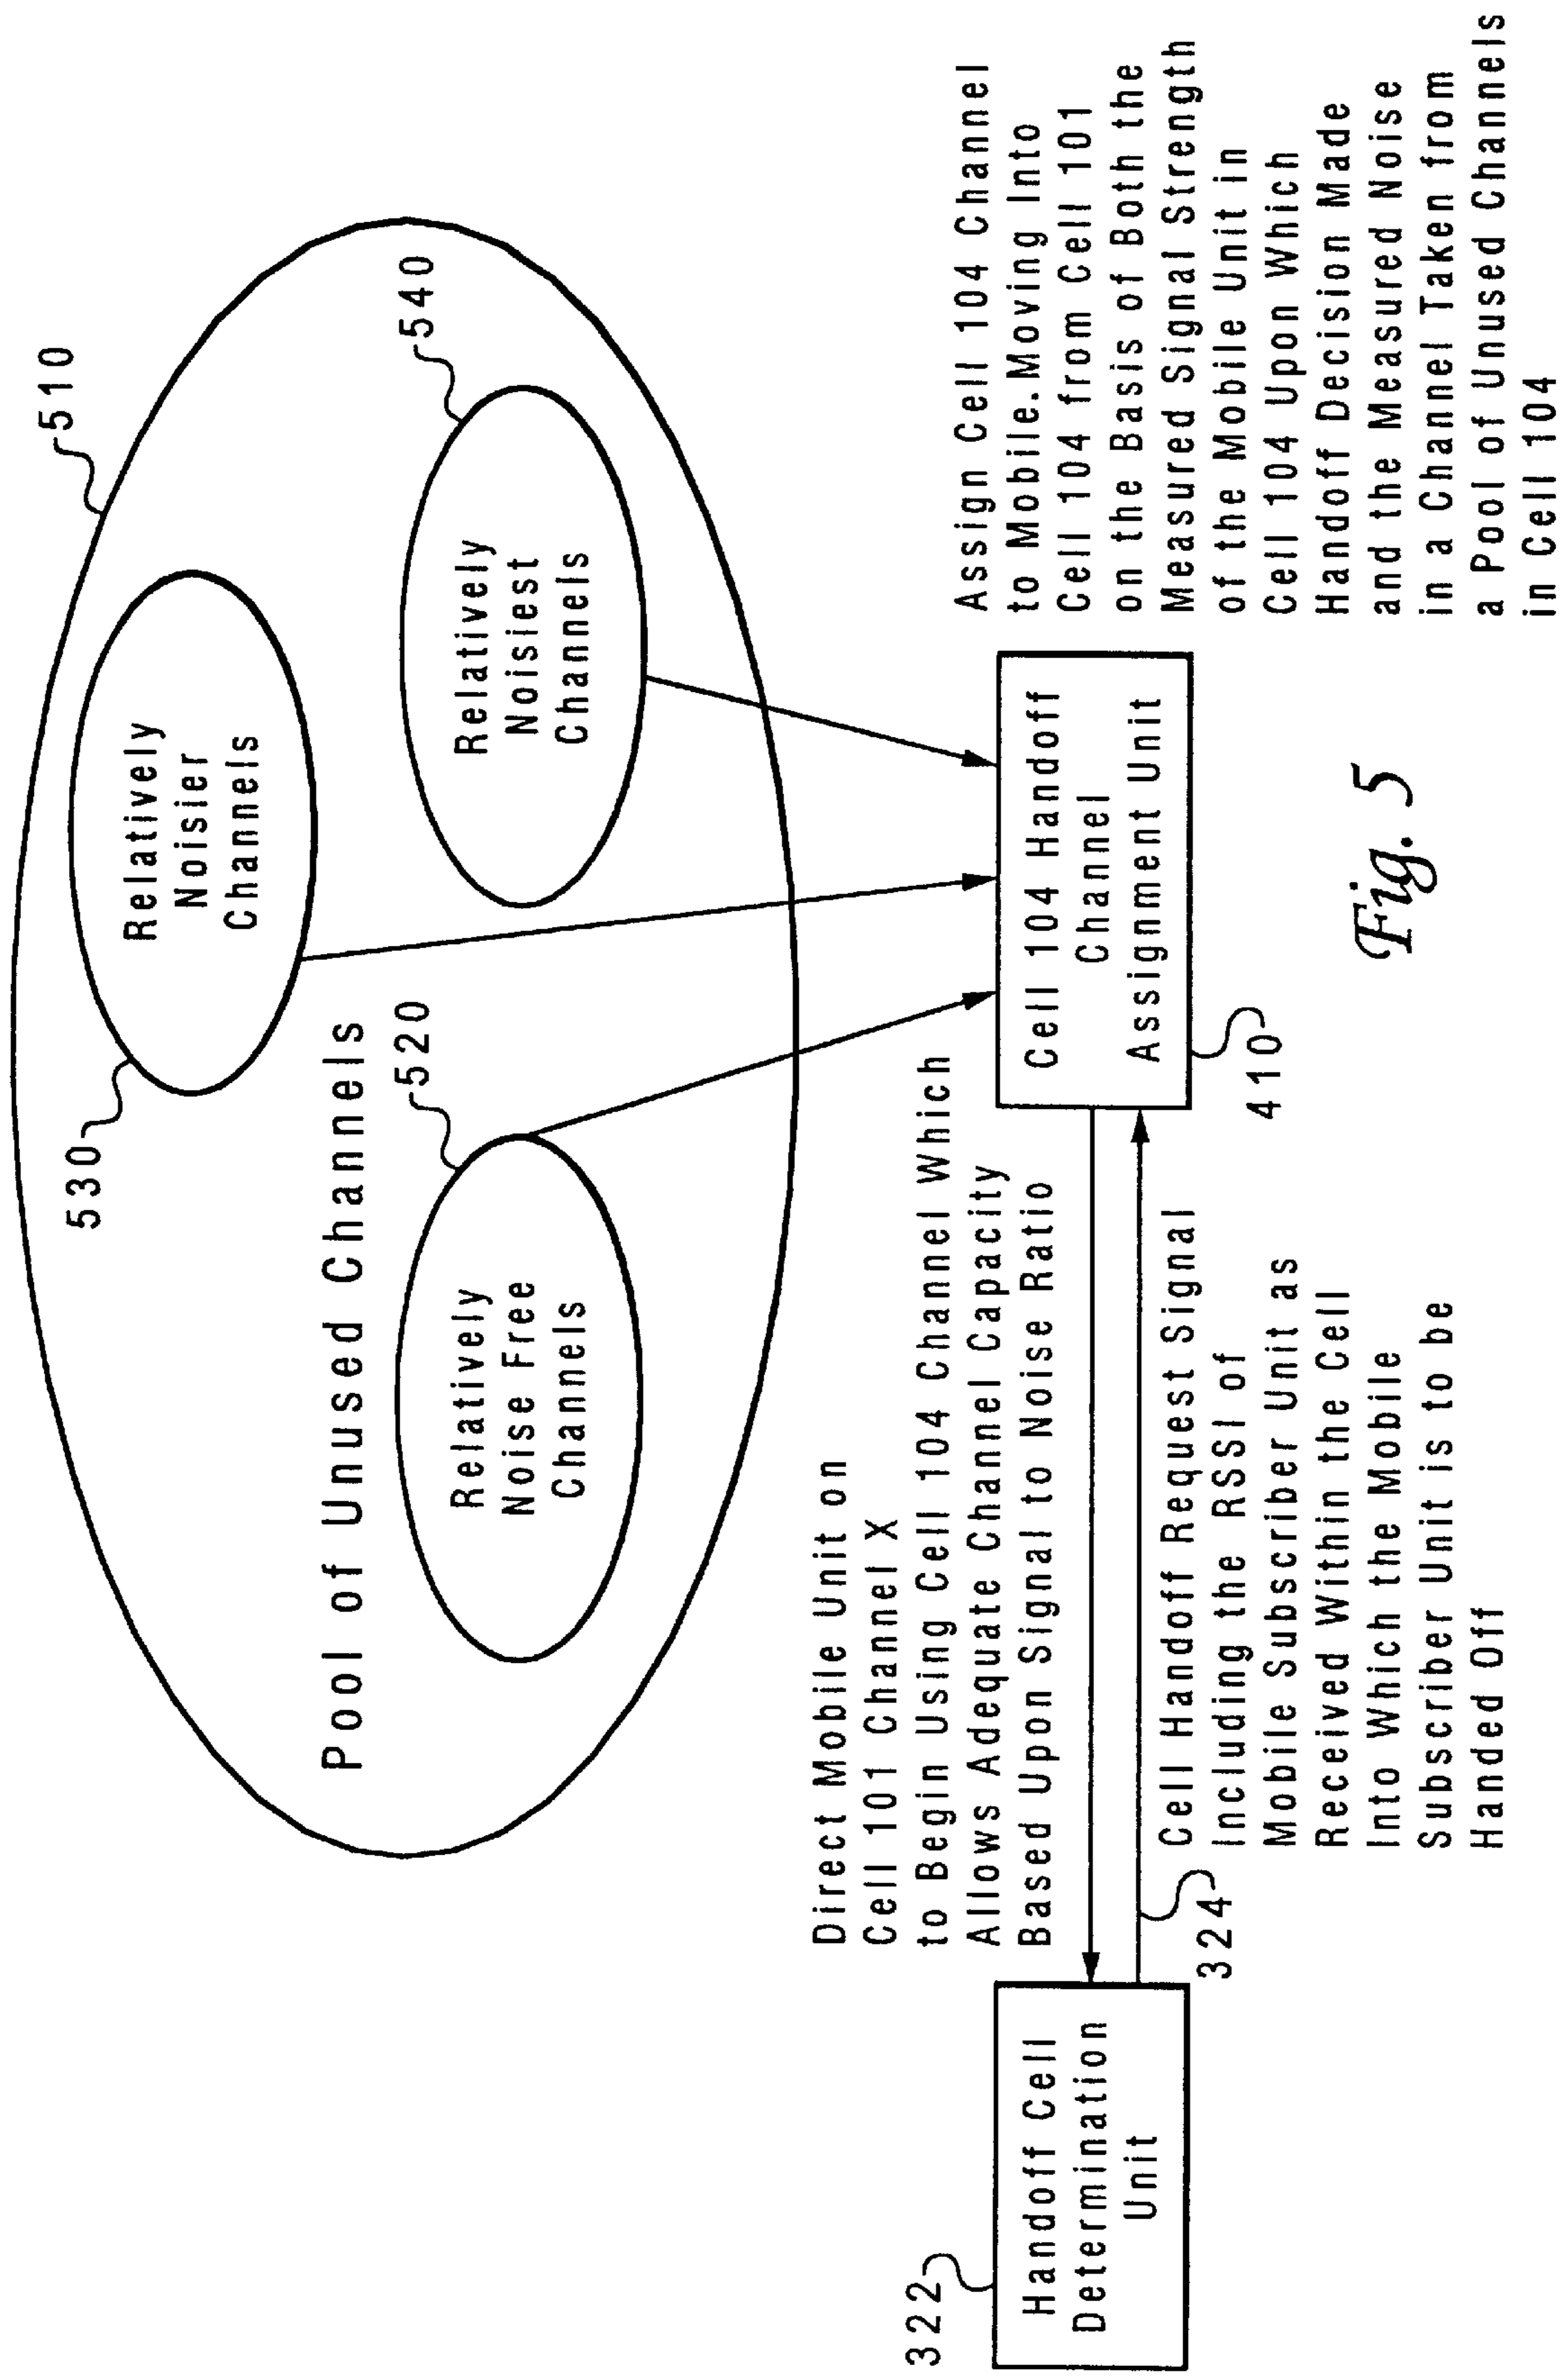 510
530
Relatively
Noisier
Channels
540
Pool of Unused Channels
520
Relatively
Noise Free
Channels
Relatively
Noisiest
Channels
Direct Mobile Unit on
Cell 101 Channel X
to Begin Using Cell 104 Channel Which
Allows Adequate Channel Capacity
Based Upon Signal to Noise Ratio
322
Handoff Cell
Determination
Unit
324
Cell Handoff Request Signal
Including the RSSI of
Mobile Subscriber Unit as
Received Within the Cell
Into Which the Mobile
Subscriber Unit is to be
Handed Off
Cell 104 Handoff
Channel
Assignment Unit
410
Assign Cell 104 Channel
to Mobile.Moving Into
Cell 104 from Cell 101
on the Basis of Both the
Measured Signal Strength
of the Mobile Unit in
Cell 104 Upon Which
Handoff Decision Made
and the Measured Noise
in a Channel Taken from
a Pool of Unused Channels
in Cell 104
Fig. 5